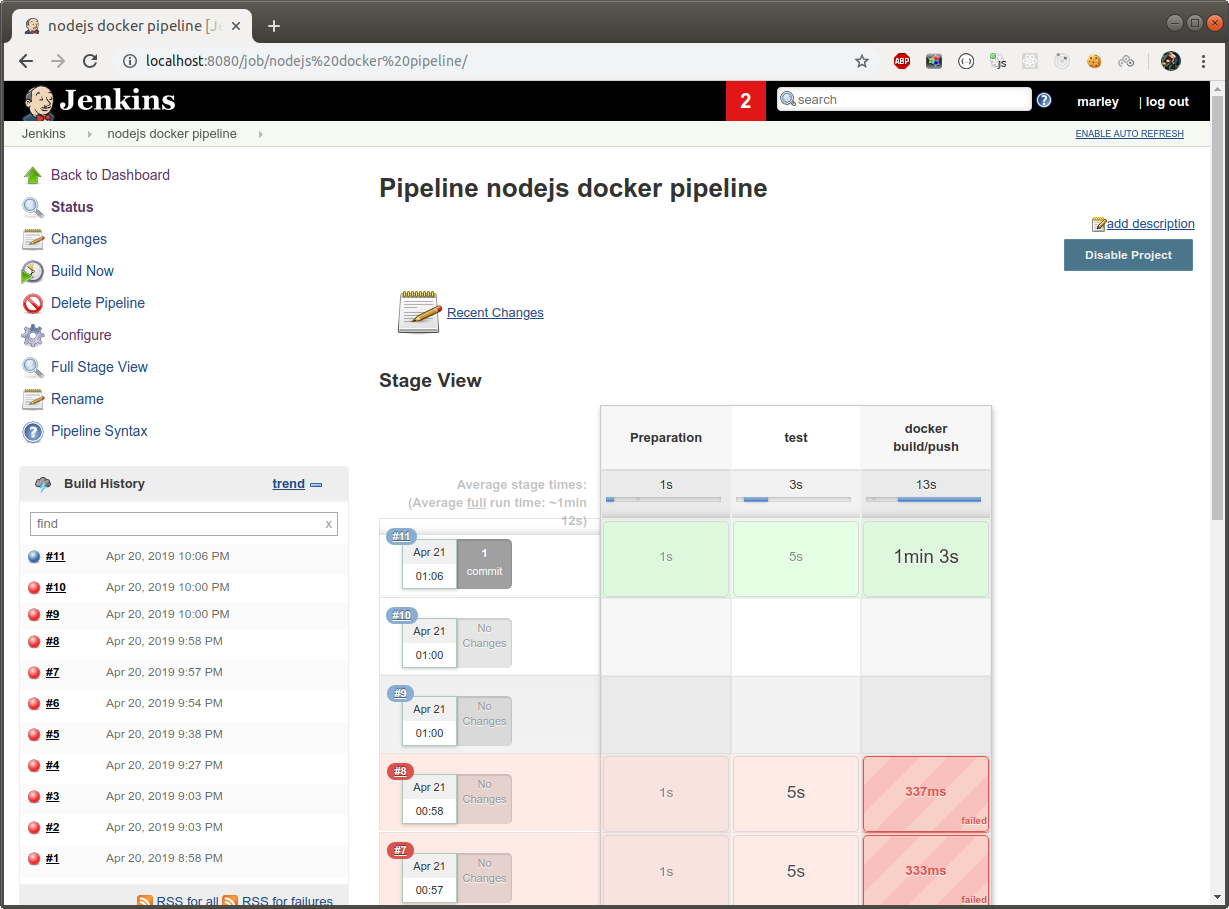 nodejs docker pipeline [Je
localhost:8080/job/nodejs%20docker%20pipeline/
ABP
js
Jenkins
2
search
marley
| log out
Jenkins
nodejs docker pipeline
ENABLE AUTO REFRESH
Back to Dashboard
Status
Changes
Build Now
Delete Pipeline
Configure
Full Stage View
Rename
Pipeline Syntax
Build History
trend
find
x
#11 Apr 20, 2019 10:06 PM
#10 Apr 20, 2019 10:00 PM
#9 Apr 20, 2019 10:00 PM
#8 Apr 20, 2019 9:58 PM
#7 Apr 20, 2019 9:57 PM
#6 Apr 20, 2019 9:54 PM
#5 Apr 20, 2019 9:38 PM
#4 Apr 20, 2019 9:27 PM
#3 Apr 20, 2019 9:03 PM
#2 Apr 20, 2019 9:03 PM
#1 Apr 20, 2019 8:58 PM
RSS for all RSS for failures
Pipeline nodejs docker pipeline
add description
Disable Project
Recent Changes
Stage View
Preparation
test
docker
build/push
Average stage times:
(Average full run time: ~1min
12s)
1s
3s
13s
#11
Apr 21
01:06
1
commit
1s
5s
1min 3s
#10
Apr 21
01:00
No
Changes
#9
Apr 21
01:00
No
Changes
#8
Apr 21
00:58
No
Changes
1s
5s
337ms
failed
#7
Apr 21
00:57
No
Changes
1s
5s
333ms
failed